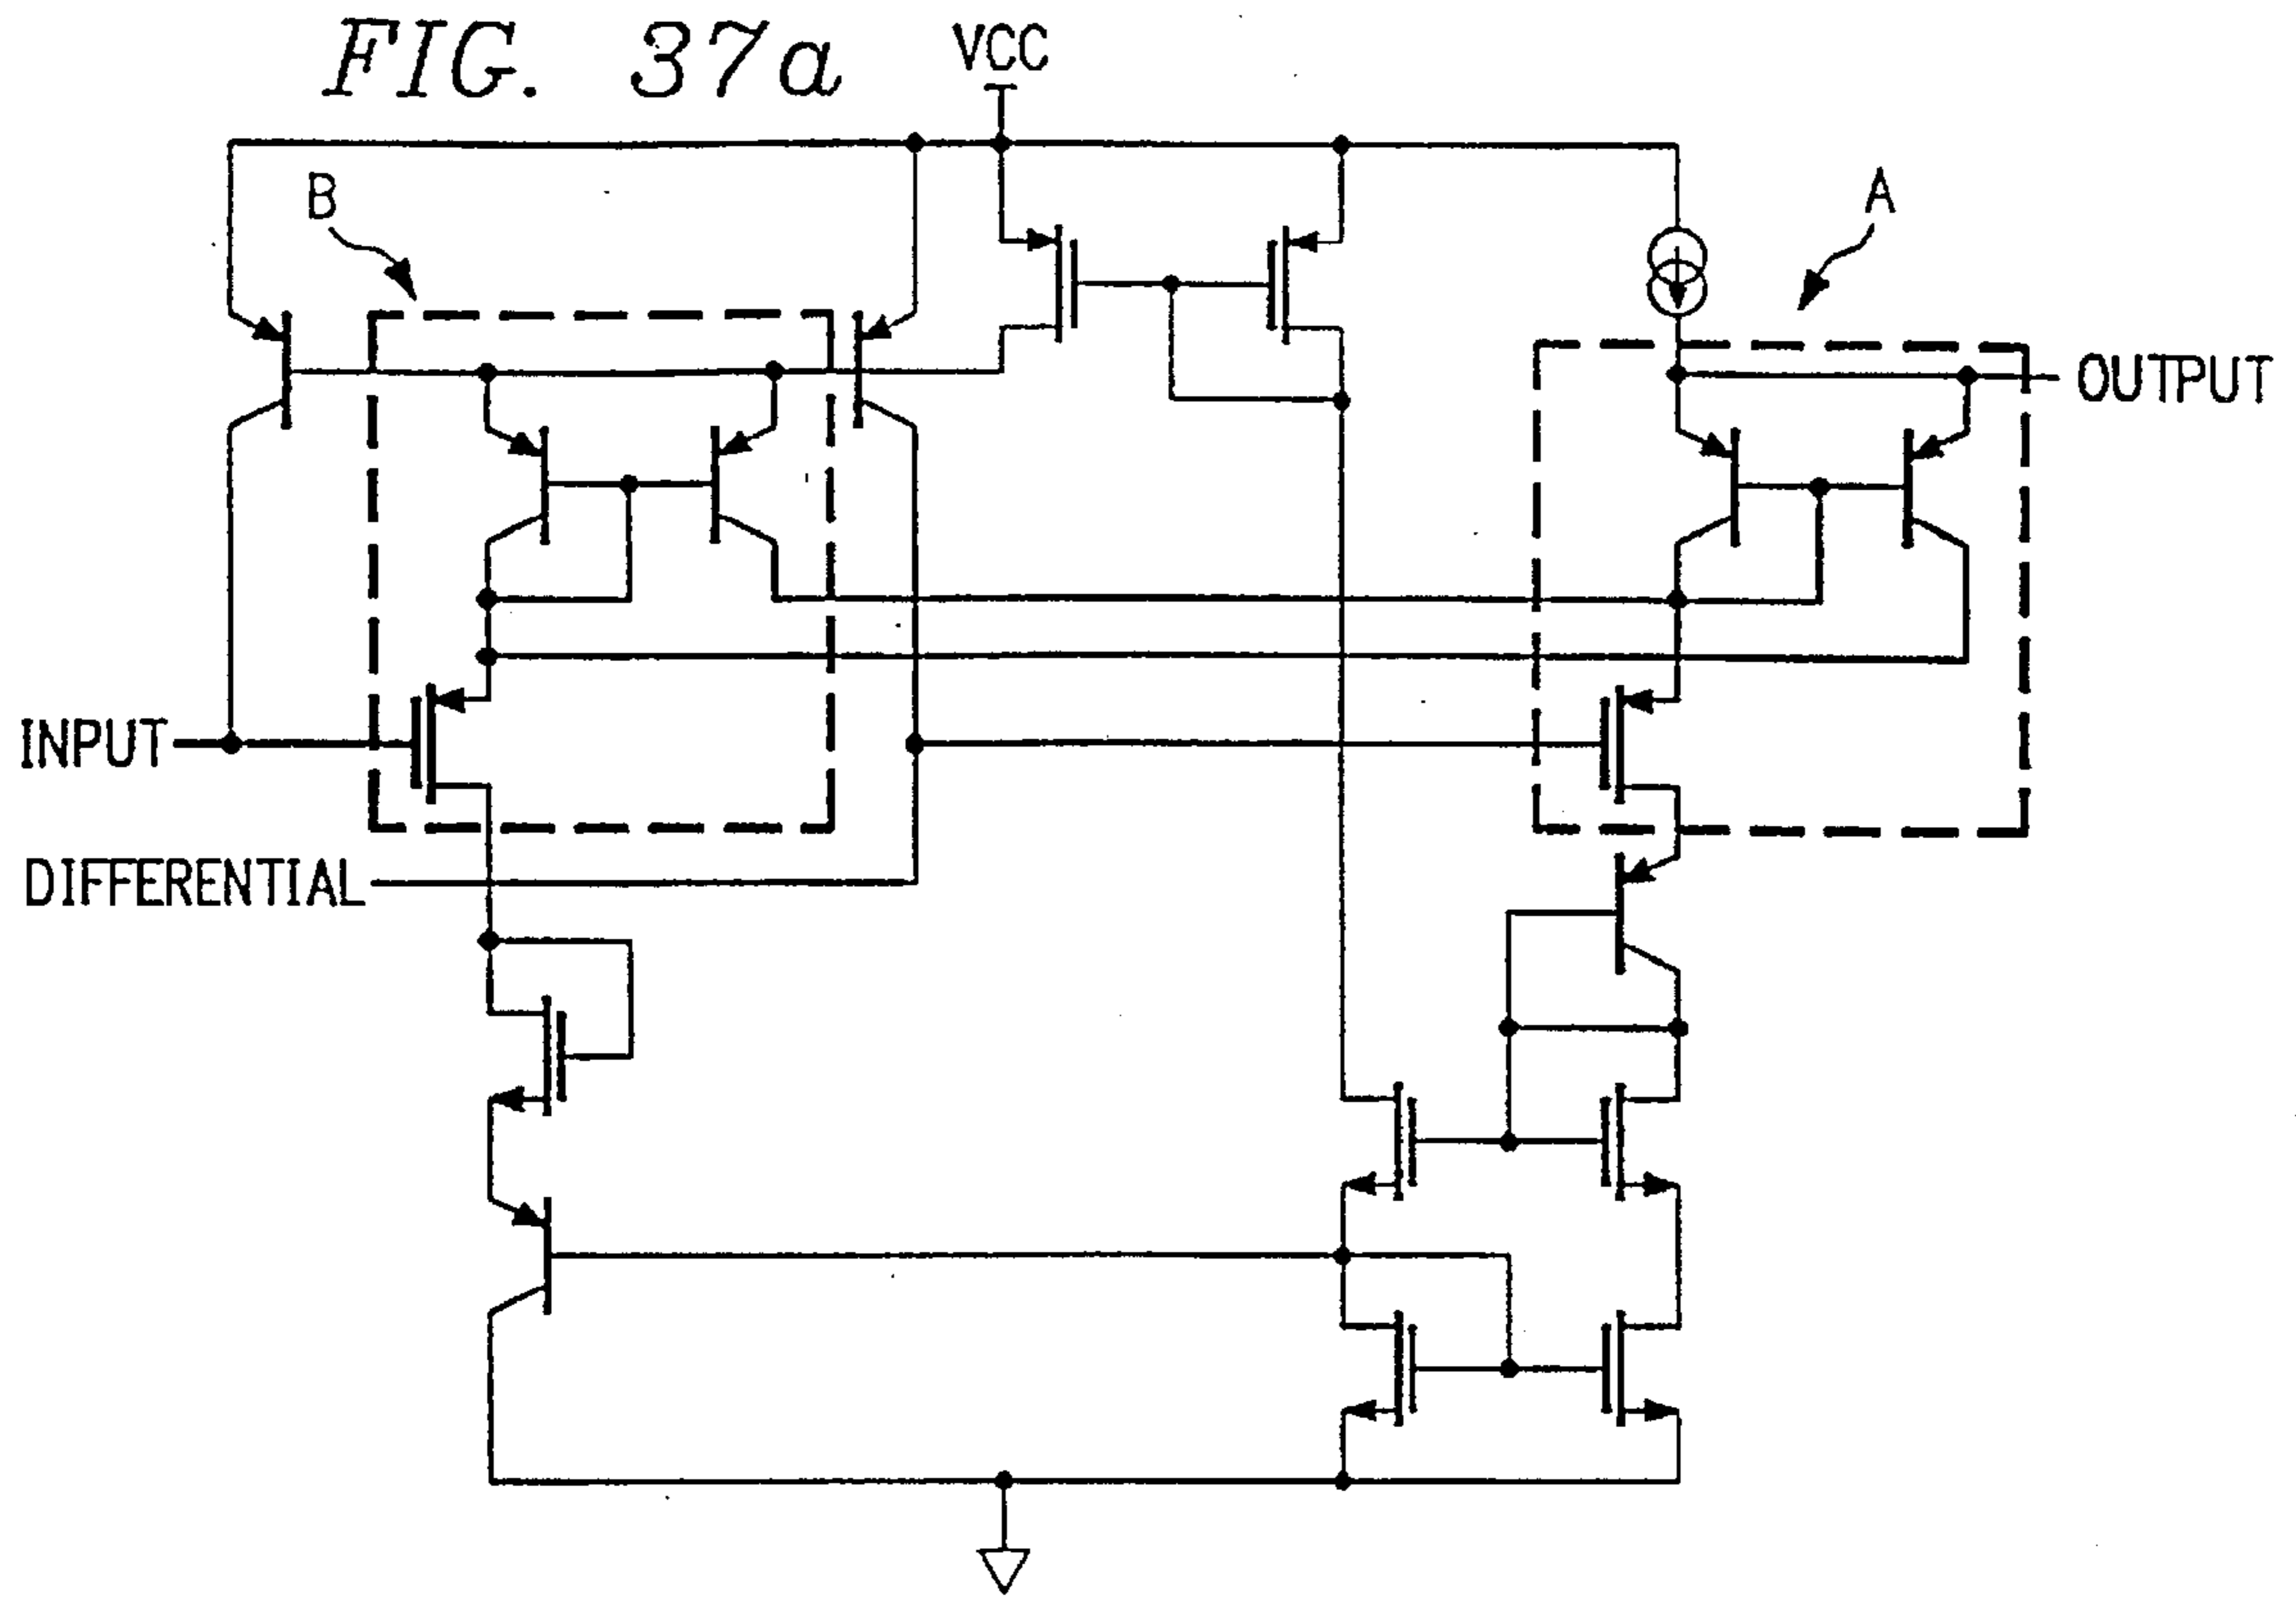 FIG. 37a
VCC
B
A
OUTPUT
INPUT
DIFFERENTIAL